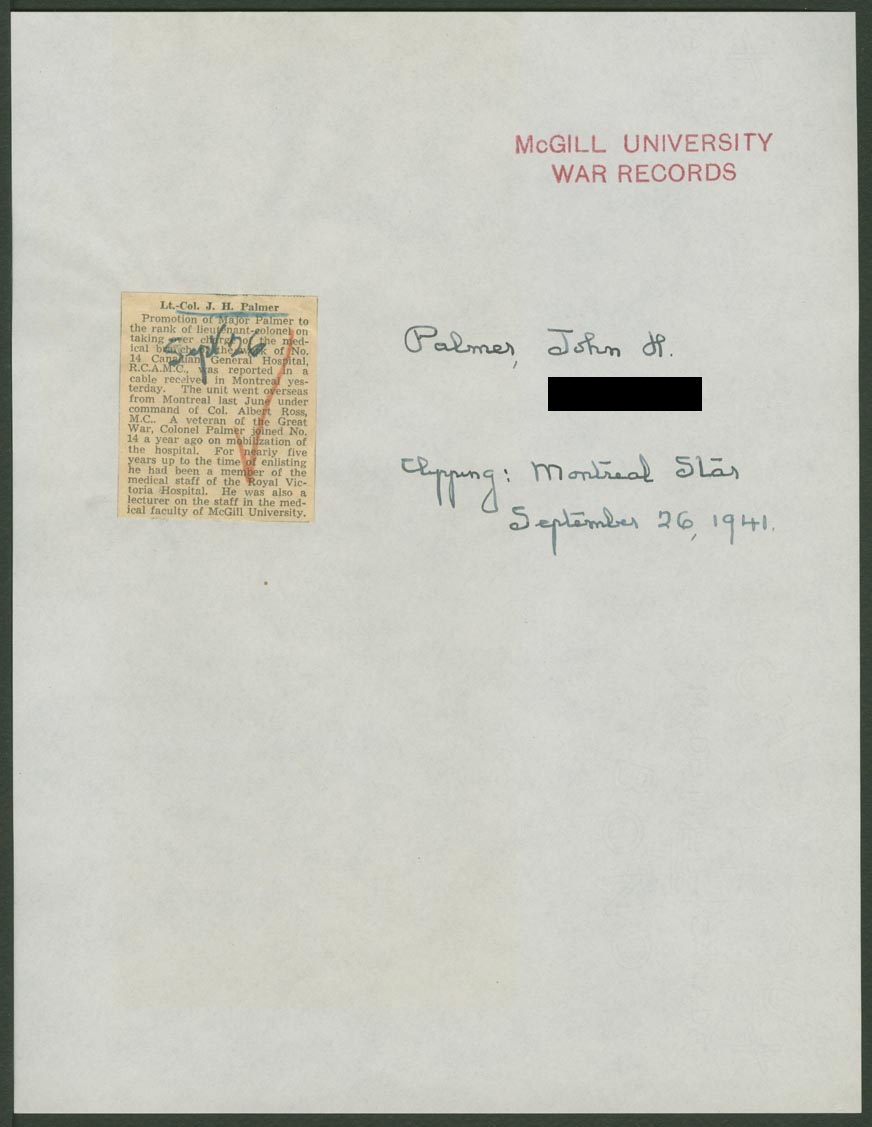 McGILL UNIVERSITY
WAR RECORDS
Lt.-Col. J. H. Palmer
Promotion of Major Palmer to
the rank of lieutenant-colonel on
taking over charge of the med-
ical branch of the work of No.
14 Canadian General Hospital,
R.C.A.M.C., was reported in a
cable received in Montreal yes-
terday. The unit went overseas
from Montreal last June under
command of Col. Albert Ross,
M.C.. A veteran of the Great
War, Colonel Palmer joined No.
14 a year ago on mobilization of
the hospital. For nearly five
years up to the time of enlisting
he had been a member of the
medical staff of the Royal Vic-
toria Hospital. He was also a
lecturer on the staff in the med-
ical faculty of McGill University.
Sept 26
Palmer, John H.
Clipping: Montreal Star
September 26, 1941.